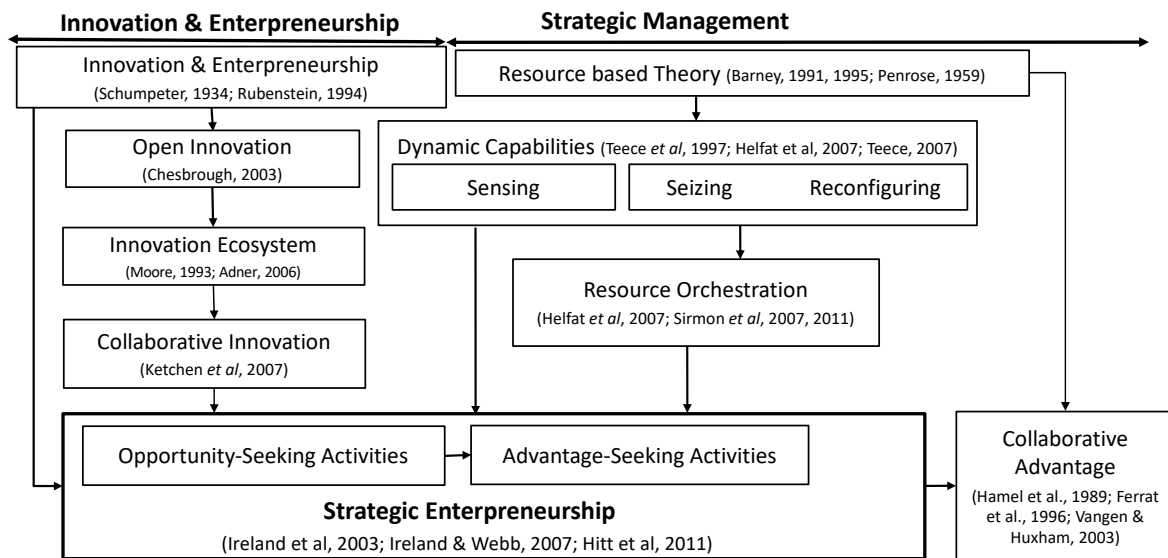 Innovation & Enterpreneurship
Strategic Management
Innovation & Enterpreneurship
(Schumpeter, 1934; Rubenstein, 1994)
Resource based Theory (Barney, 1991, 1995; Penrose, 1959)
Open Innovation
(Chesbrough, 2003)
Dynamic Capabilities (Teece et al, 1997; Helfat et al, 2007; Teece, 2007)
Sensing
Seizing
Reconfiguring
Innovation Ecosystem
(Moore, 1993; Adner, 2006)
Resource Orchestration
(Helfat et al, 2007; Sirmon et al, 2007, 2011)
Collaborative Innovation
(Ketchen et al, 2007)
Opportunity-Seeking Activities
Advantage-Seeking Activities
Strategic Enterpreneurship
(Ireland et al, 2003; Ireland & Webb, 2007; Hitt et al, 2011)
Collaborative
Advantage
(Hamel et al., 1989; Ferrat
et al., 1996; Vangen &
Huxham, 2003)